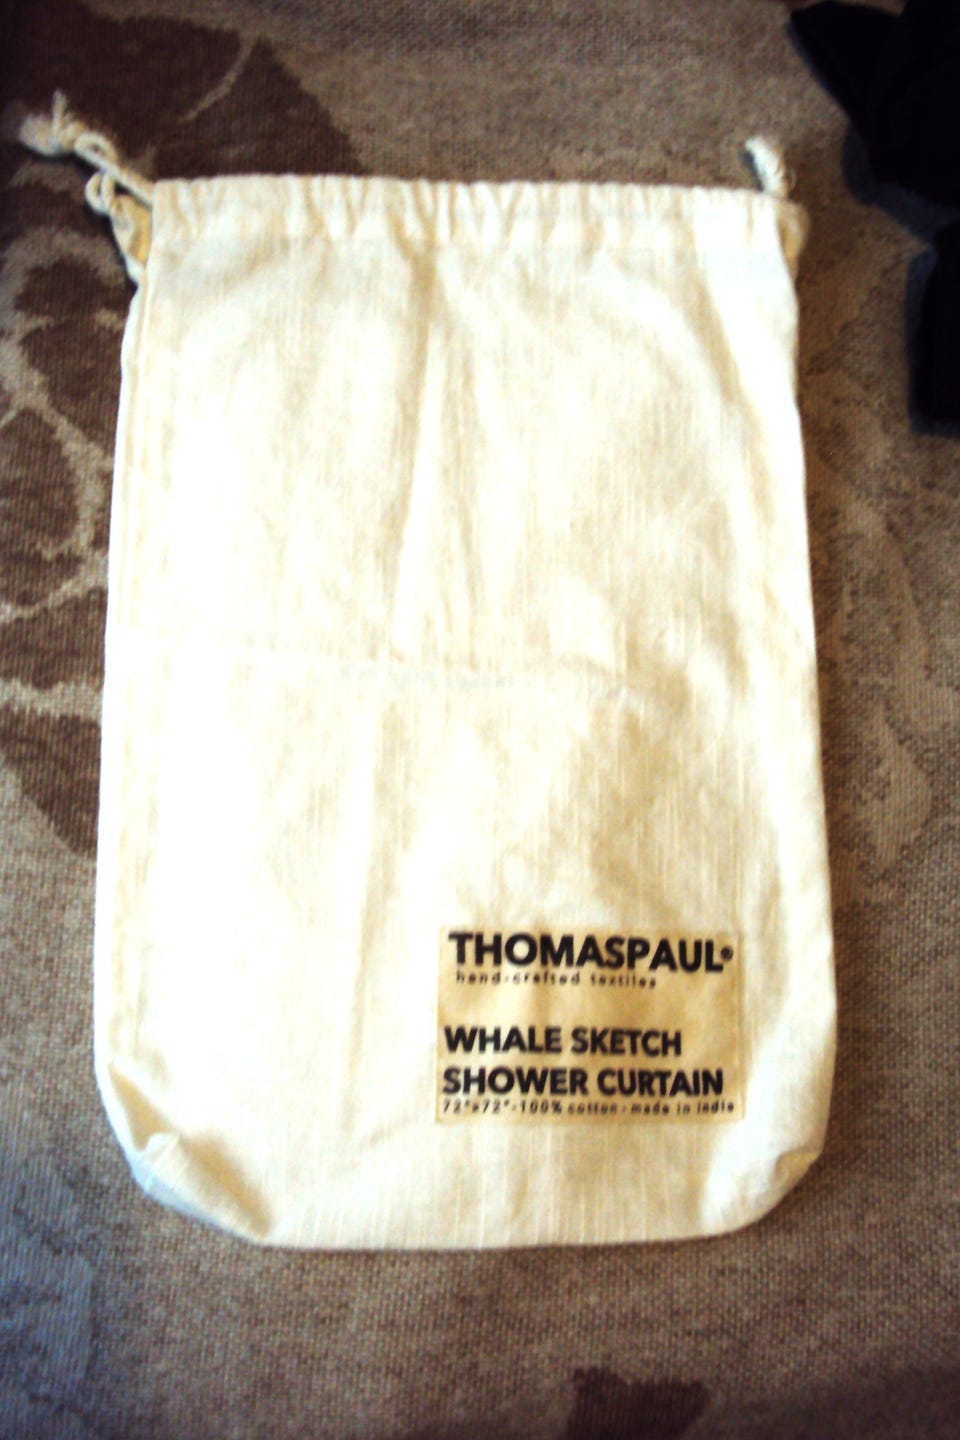 THOMASPAUL®
hand-crafted textiles
WHALE SKETCH
SHOWER CURTAIN
72"x72"-100% cotton-made in india